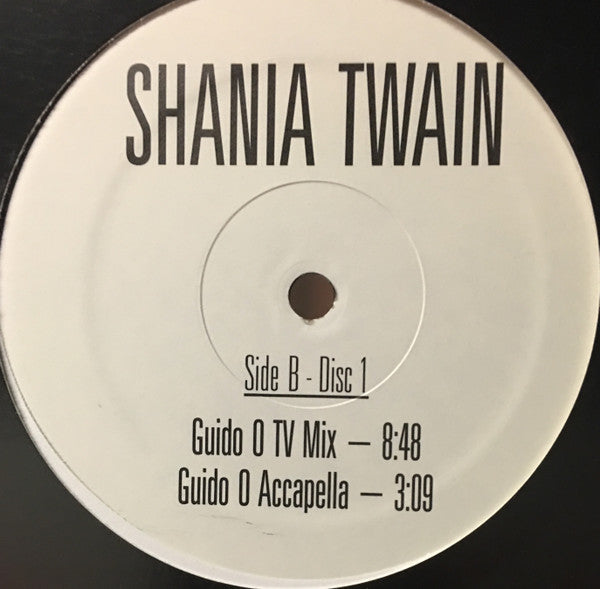 SHANIA TWAIN
Side B - Disc 1
Guido O TV Mix — 8:48
Guido O Accapella — 3:09